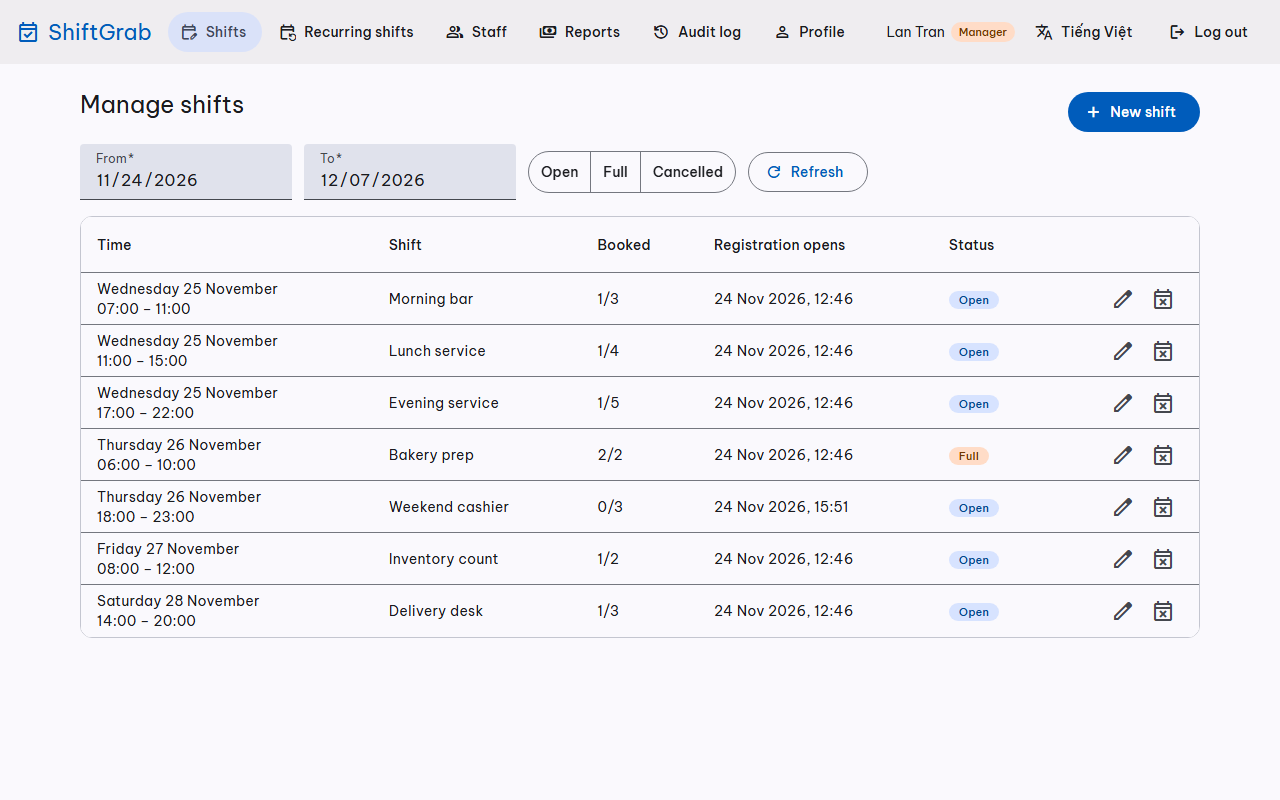 ShiftGrab
Shifts
Recurring shifts
Staff
Reports
Audit log
Profile
Lan Tran
Manager
Tiếng Việt
Log out
Manage shifts
New shift
From*
11/24/2026
To*
12/07/2026
Open
Full
Cancelled
Refresh
Time Shift Booked Registration opens Status
Wednesday 25 November
07:00 – 11:00
Morning bar 1/3 24 Nov 2026, 12:46 Open
Wednesday 25 November
11:00 – 15:00
Lunch service 1/4 24 Nov 2026, 12:46 Open
Wednesday 25 November
17:00 – 22:00
Evening service 1/5 24 Nov 2026, 12:46 Open
Thursday 26 November
06:00 – 10:00
Bakery prep 2/2 24 Nov 2026, 12:46 Full
Thursday 26 November
18:00 – 23:00
Weekend cashier 0/3 24 Nov 2026, 15:51 Open
Friday 27 November
08:00 – 12:00
Inventory count 1/2 24 Nov 2026, 12:46 Open
Saturday 28 November
14:00 – 20:00
Delivery desk 1/3 24 Nov 2026, 12:46 Open